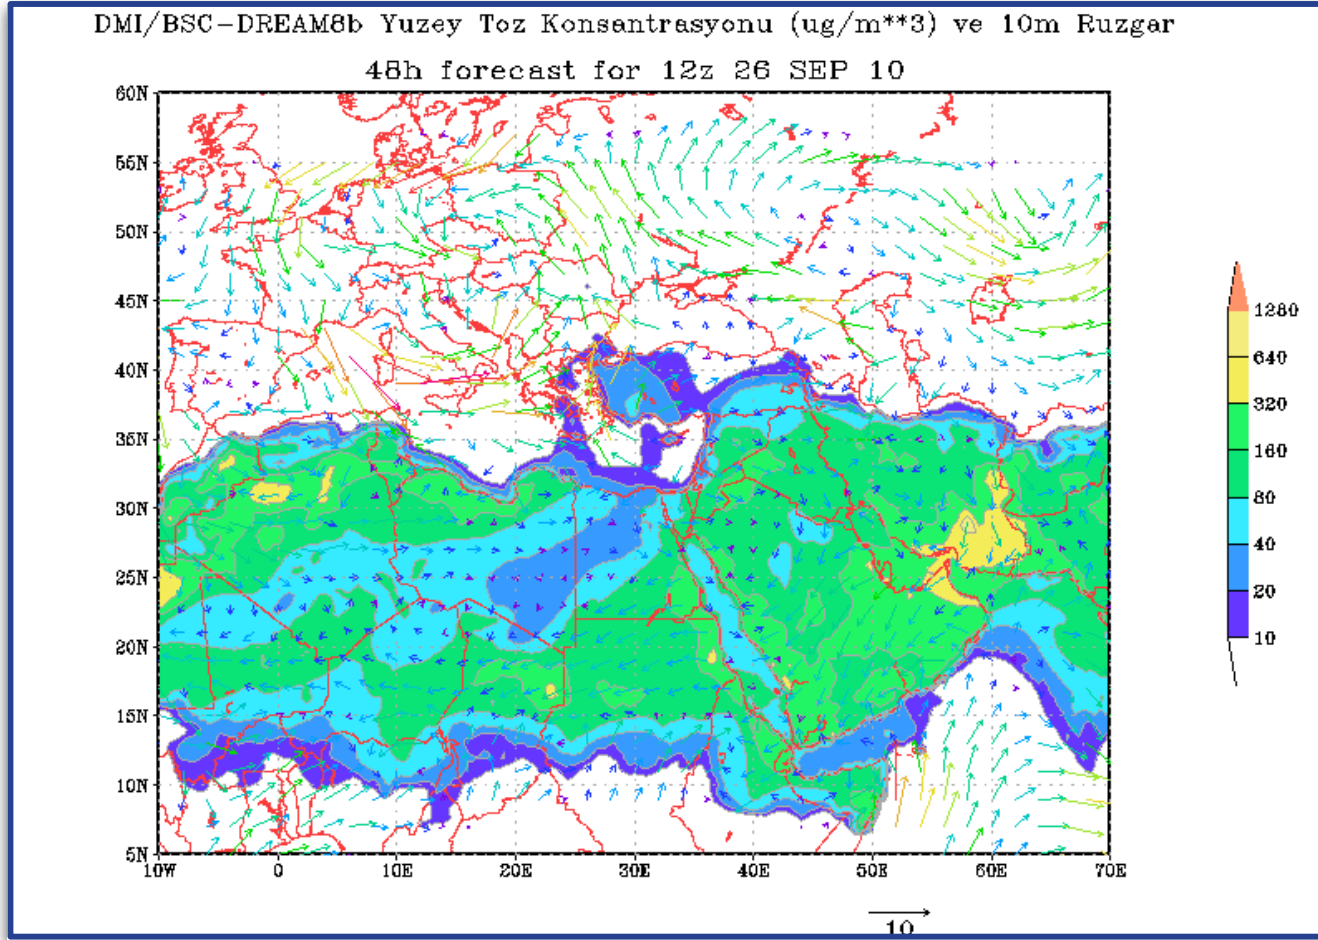 DMI/BSC-DREAM8b Yuzey Toz Konsantrasyonu (ug/m**3) ve 10m Ruzgar
48h forecast for 12z 26 SEP 10
60N
55N
50N
45N
40N
35N
30N
25N
20N
15N
10N
5N
10W 0 10E 20E 30E 40E 50E 60E 70E
1280
640
320
160
80
40
20
10
10